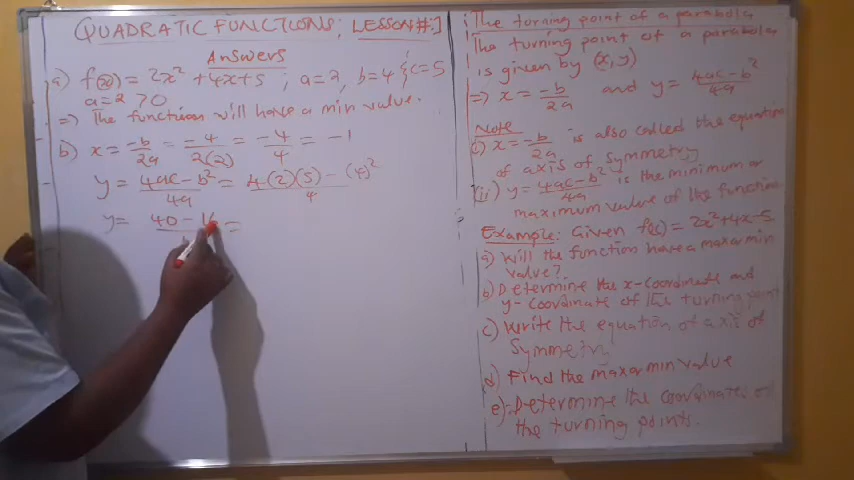 QUADRATIC FUNCTIONS; LESSON #:]
Answers
a) f(x) = 2x² + 4x + 5 ; a=2, b=4 & c=5
a=2 >0
=> The function will have a min value.
b) x = -b/2a = -4/2(2) = -4/4 = -1
y = 4ac-b²/4a = 4(2)(5) - (4)²/4
y = 40 - 16 =
The turning point of a parabola
The turning point of a parabola
is given by (x, y)
=> x = -b/2a and y = 4ac-b²/4a
Note
i) x = -b/2a is also called the equation
of axis of symmetry
(ii) y = 4ac-b²/4a is the minimum or
maximum value of the function
Example: Given f(x) = 2x²+4x-5
a) Will the function have a max or min
value?
b) Determine the x-coordinate and
y-coordinate of the turning point
c) Write the equation of axis of
Symmetry
d) Find the max or min value
e) Determine the coordinates of
the turning points.